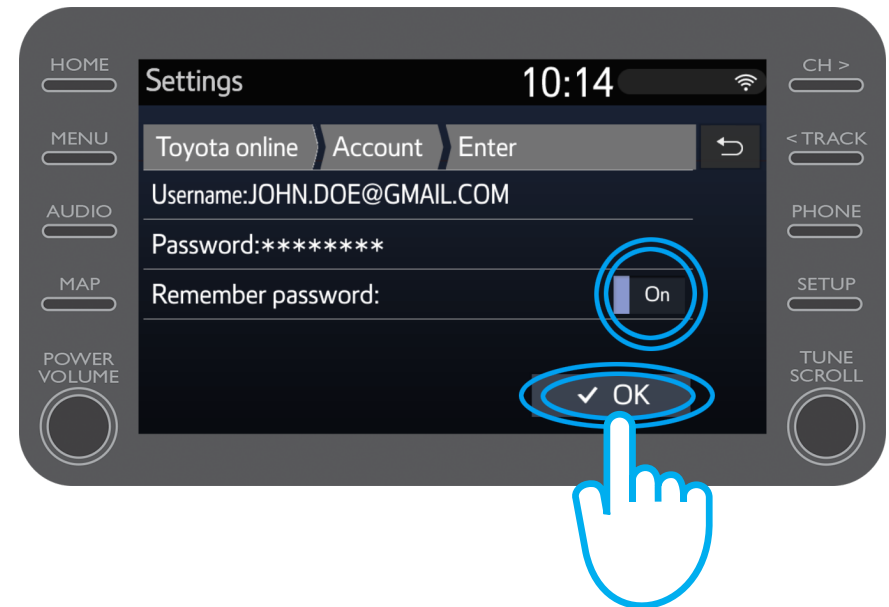 HOME
MENU
AUDIO
MAP
POWER
VOLUME
Settings 10:14
Toyota online Account Enter
Username:JOHN.DOE@GMAIL.COM
Password:********
Remember password: On
✓ OK
CH >
< TRACK
PHONE
SETUP
TUNE
SCROLL